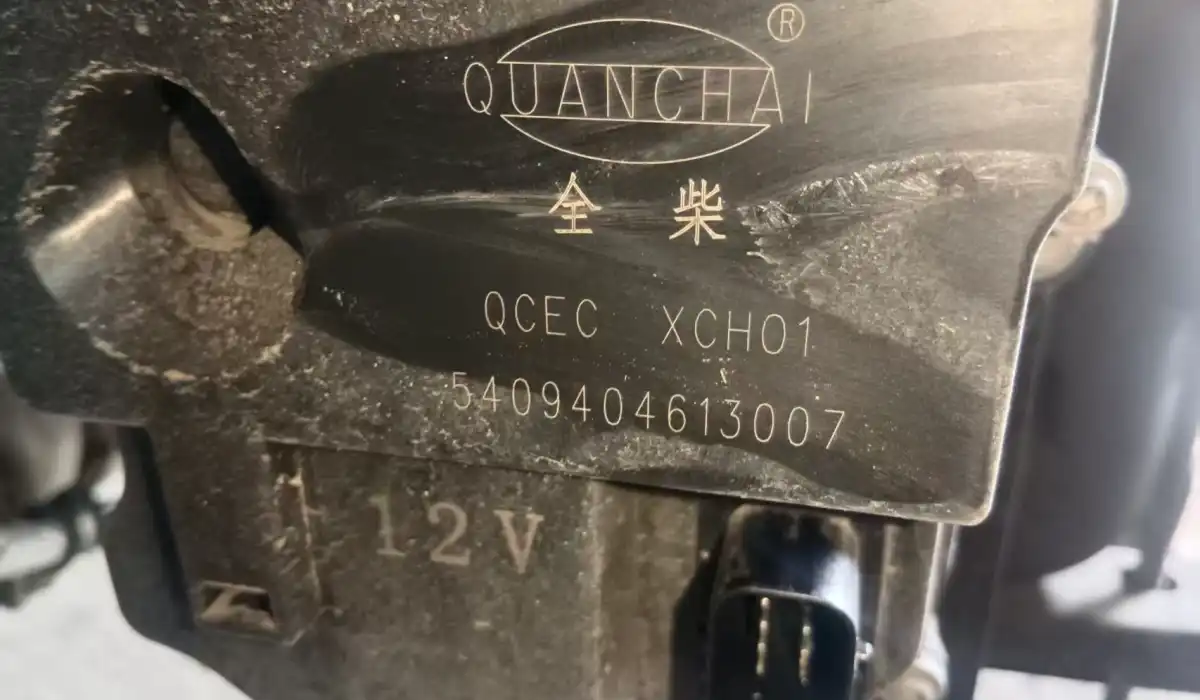 ®
QUANCHAI
全 柴
QCEC XCH01
5409404613007
12V